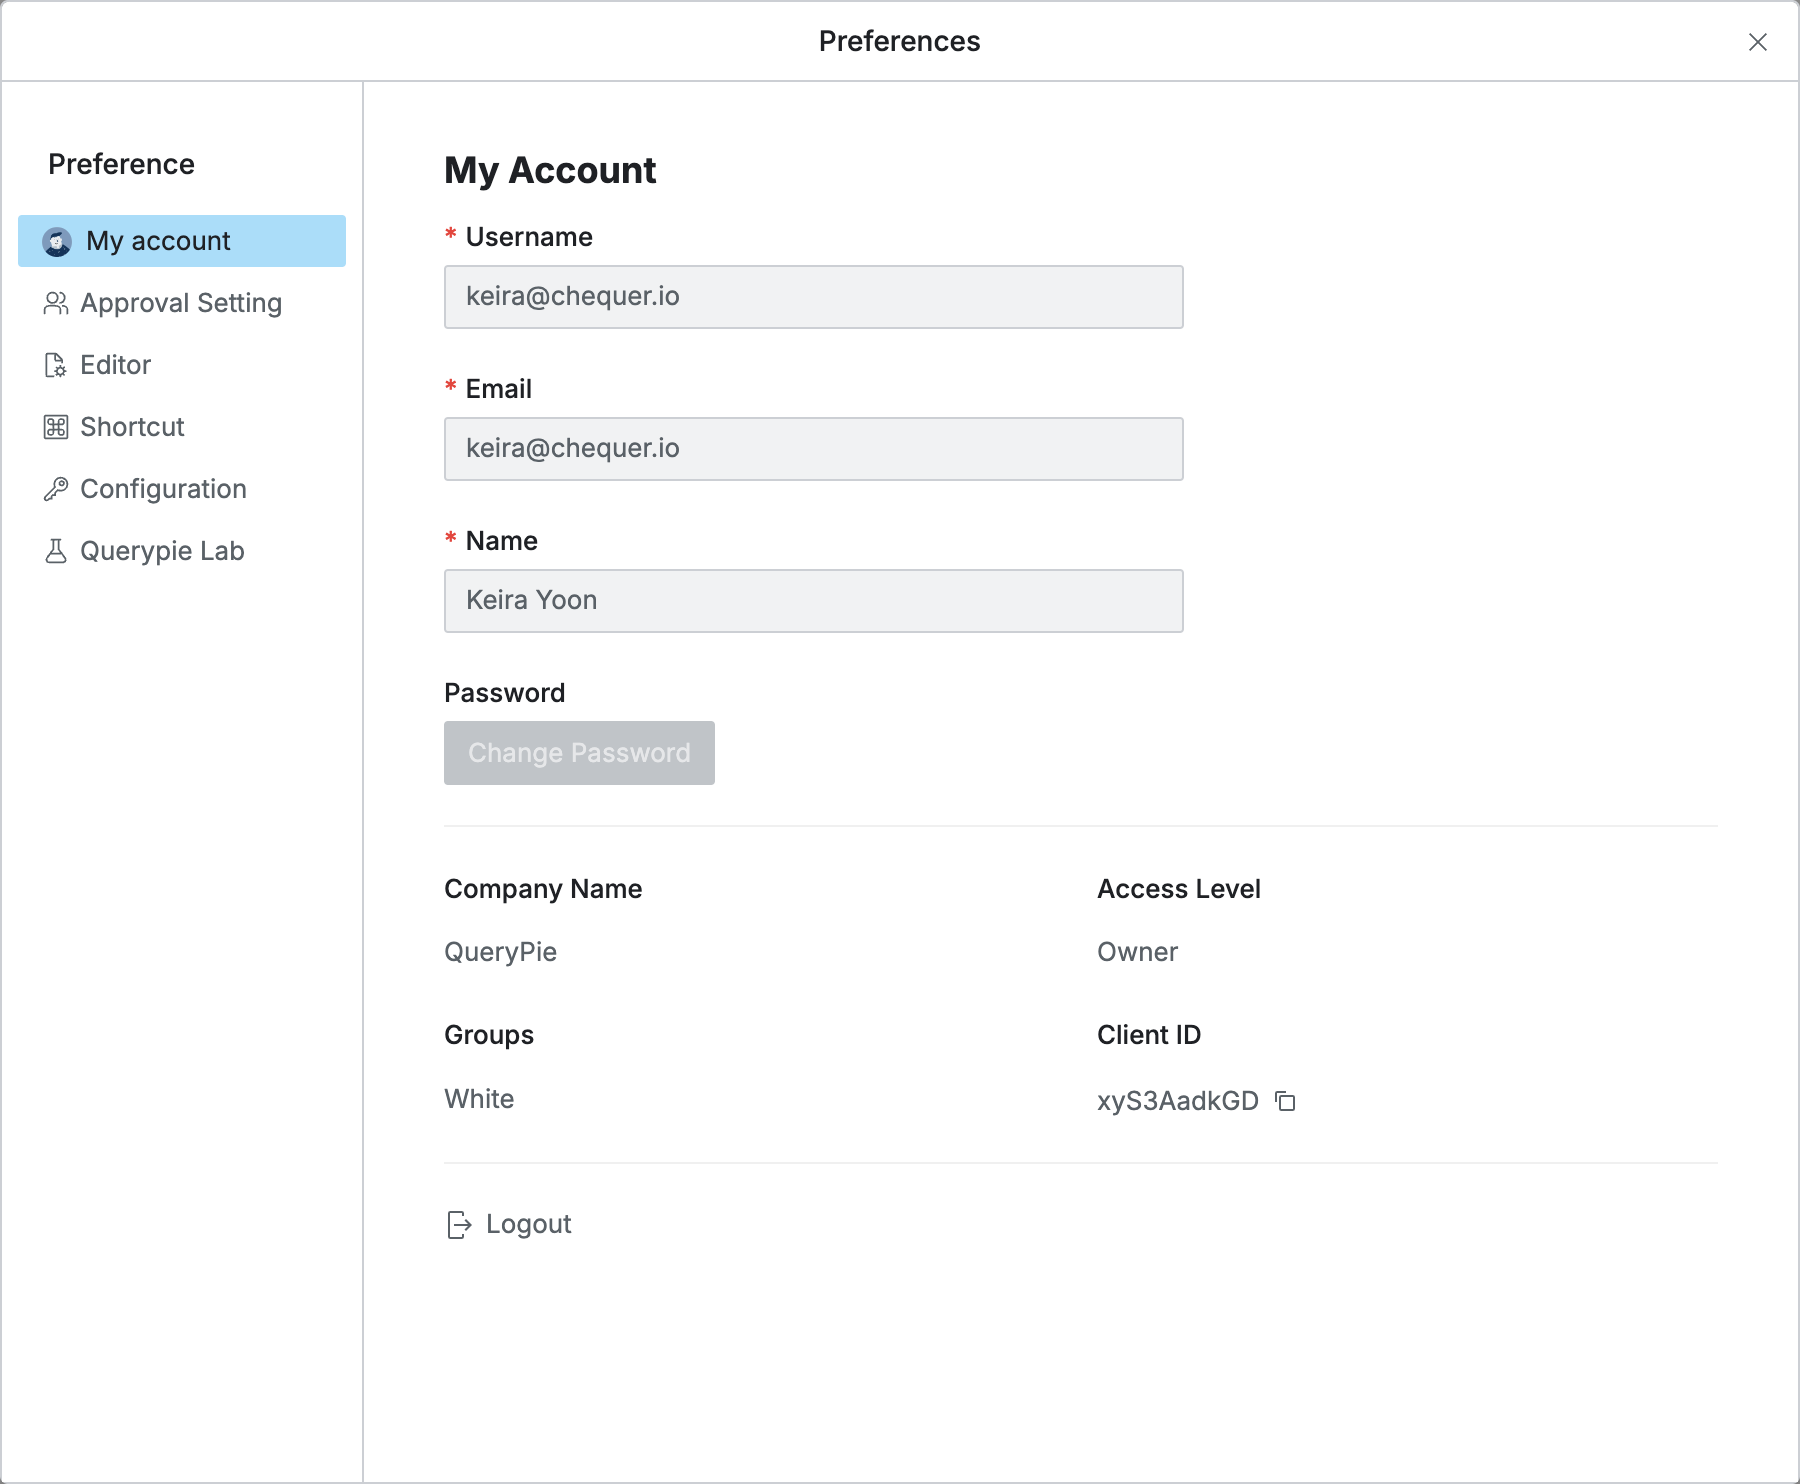 Preferences
Preference
My account
Approval Setting
Editor
Shortcut
Configuration
Querypie Lab
My Account
* Username
keira@chequer.io
* Email
keira@chequer.io
* Name
Keira Yoon
Password
Change Password
Company Name
QueryPie
Access Level
Owner
Groups
White
Client ID
xyS3AadkGD
Logout